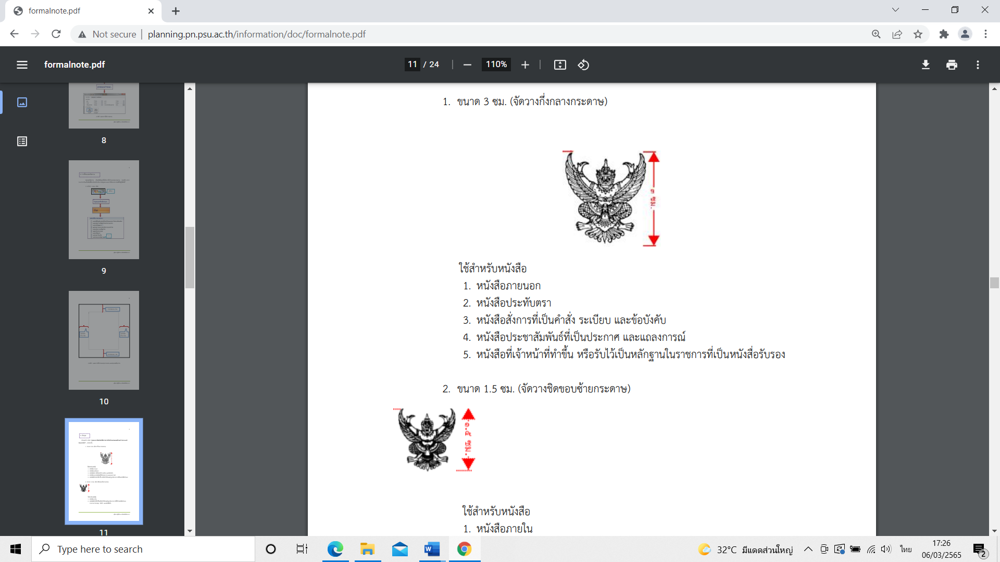 formalnote.pdf
Not secure
planning.pn.psu.ac.th/information/doc/formalnote.pdf
formalnote.pdf
11 / 24
110%
8
9
10
11
1. ขนาด 3 ซม. (จัดวางกึ่งกลางกระดาษ)
๓ ซม.
ใช้สำหรับหนังสือ
1. หนังสือภายนอก
2. หนังสือประทับตรา
3. หนังสือสั่งการที่เป็นคำสั่ง ระเบียบ และข้อบังคับ
4. หนังสือประชาสัมพันธ์ที่เป็นประกาศ และแถลงการณ์
5. หนังสือที่เจ้าหน้าที่ทำขึ้น หรือรับไว้เป็นหลักฐานในราชการที่เป็นหนังสื่อรับรอง
2. ขนาด 1.5 ซม. (จัดวางชิดขอบซ้ายกระดาษ)
๑.๕ ซม.
ใช้สำหรับหนังสือ
1. หนังสือภายใน
Type here to search
32°C มีแดดส่วนใหญ่
ไทย
17:26
06/03/2565
2